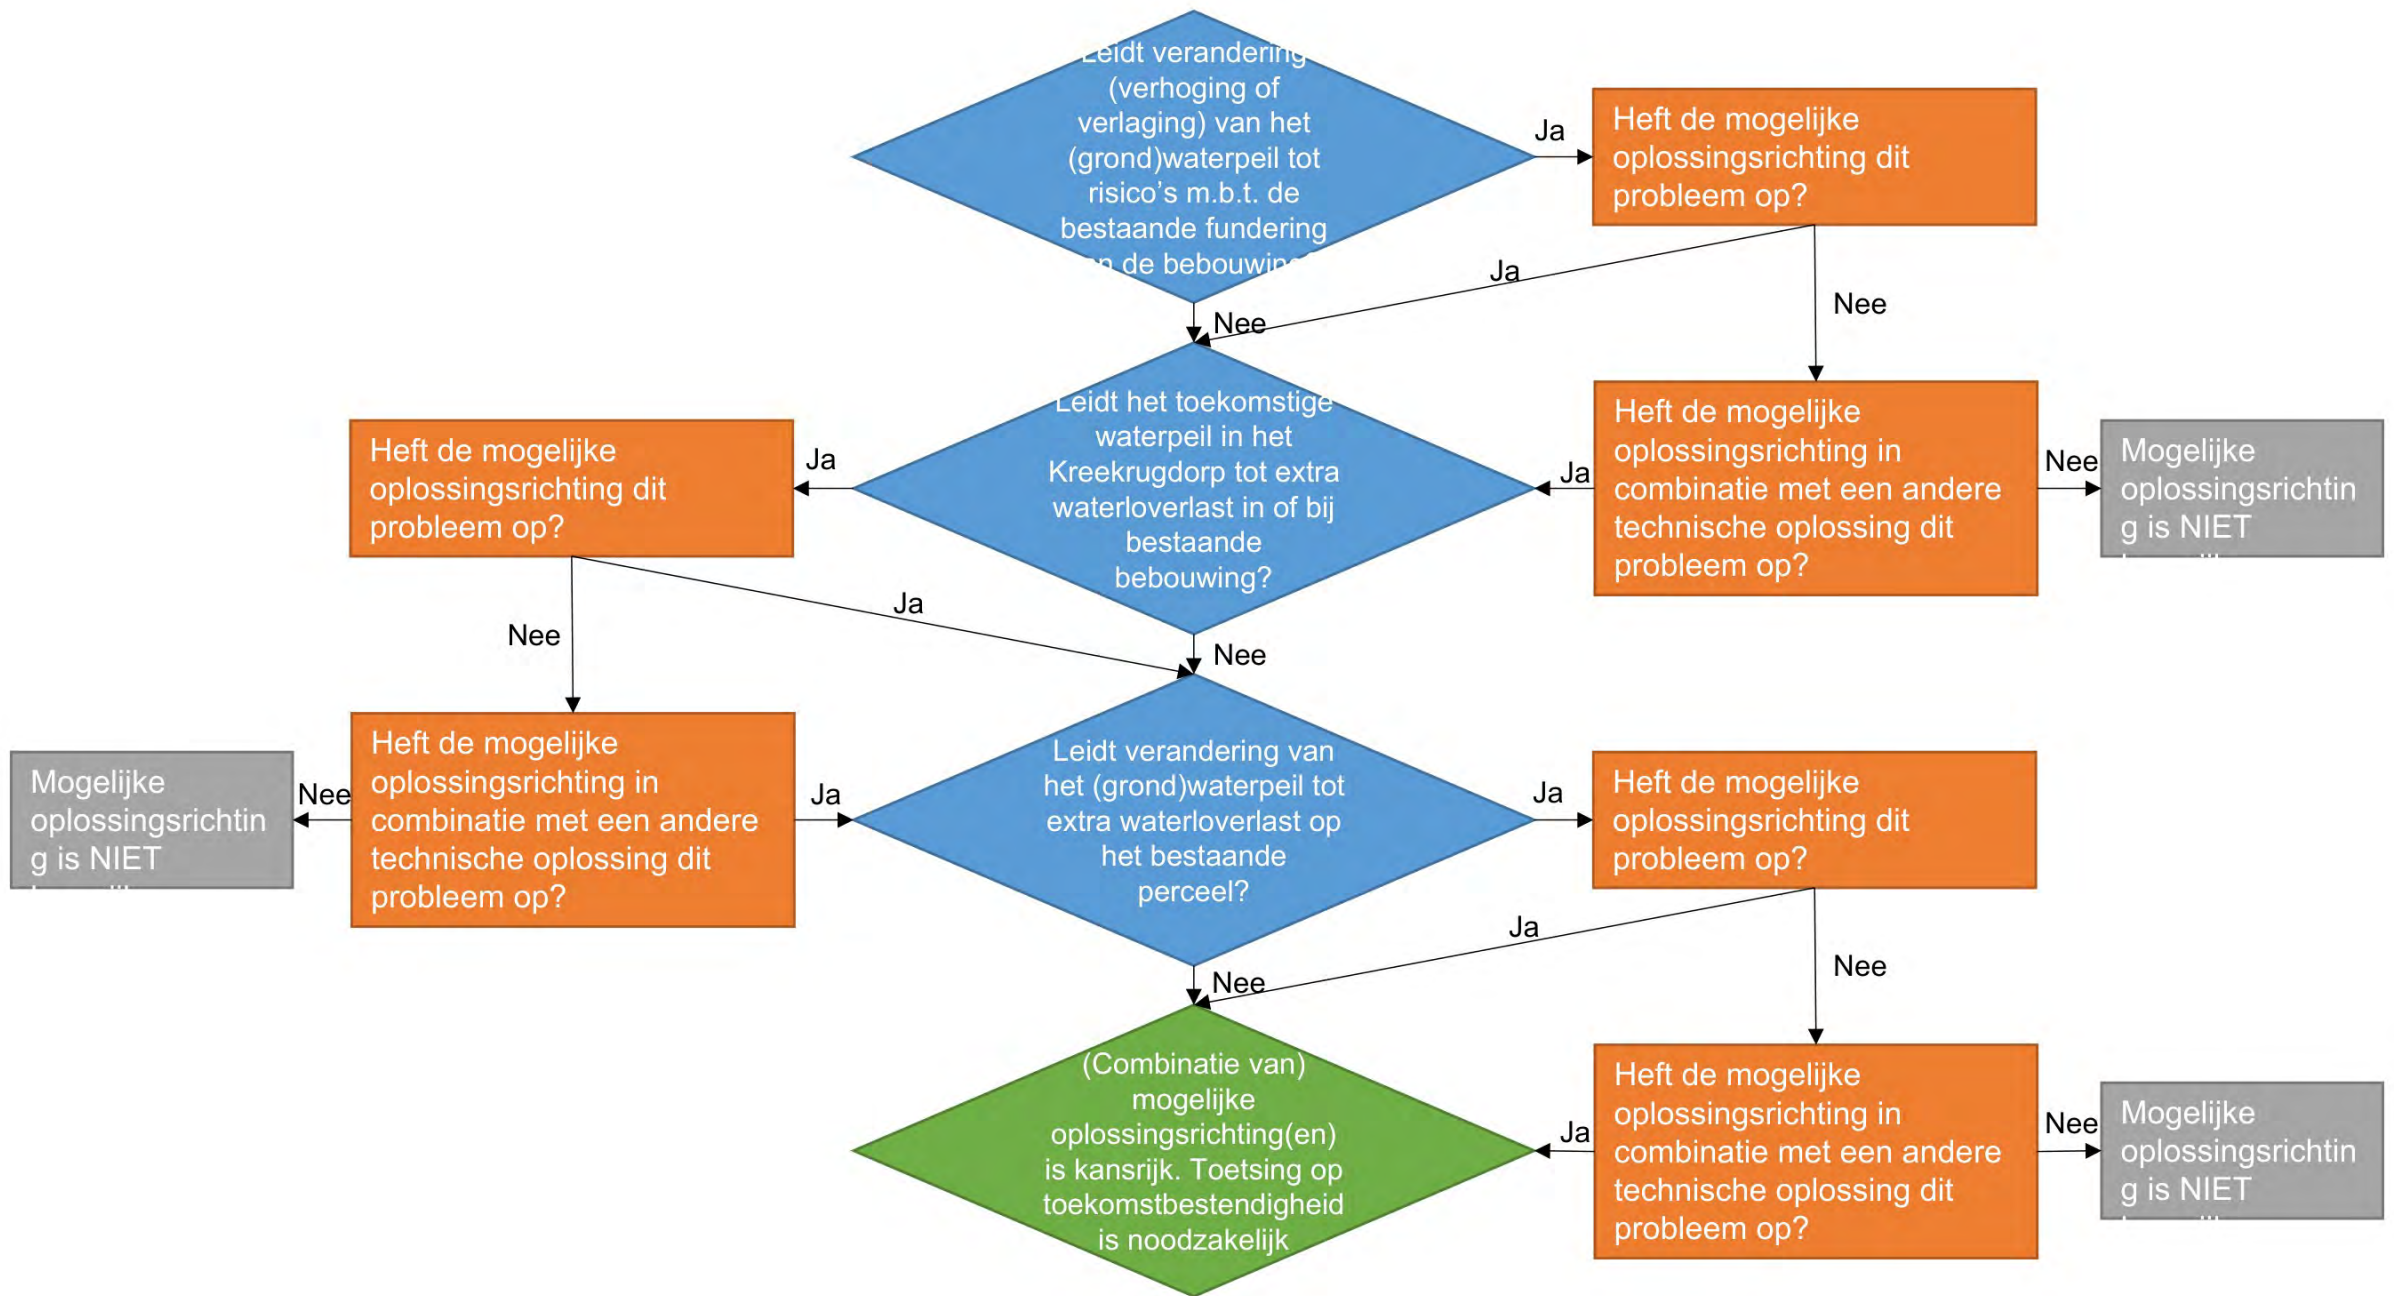 Leidt verandering
(verhoging of
verlaging) van het
(grond)waterpeil tot
risico's m.b.t. de
bestaande fundering
de bebouwing
Ja
Heft de mogelijke
oplossingsrichting dit
probleem op?
Ja
Nee
Nee
Leidt het toekomstige
waterpeil in het
Kreekrugdorp tot extra
waterloverlast in of bij
bestaande
bebouwing?
Ja
Heft de mogelijke
oplossingsrichting dit
probleem op?
Ja
Heft de mogelijke
oplossingsrichting in
combinatie met een andere
technische oplossing dit
probleem op?
Nee
Mogelijke
oplossingsrichtin
g is NIET
Ja
Nee
Nee
Heft de mogelijke
oplossingsrichting in
combinatie met een andere
technische oplossing dit
probleem op?
Nee
Mogelijke
oplossingsrichtin
g is NIET
Ja
Leidt verandering van
het (grond)waterpeil tot
extra waterloverlast op
het bestaande
perceel?
Ja
Heft de mogelijke
oplossingsrichting dit
probleem op?
Ja
Nee
Nee
(Combinatie van)
mogelijke
oplossingsrichting(en)
is kansrijk. Toetsing op
toekomstbestendigheid
is noodzakelijk
Ja
Heft de mogelijke
oplossingsrichting in
combinatie met een andere
technische oplossing dit
probleem op?
Nee
Mogelijke
oplossingsrichtin
g is NIET